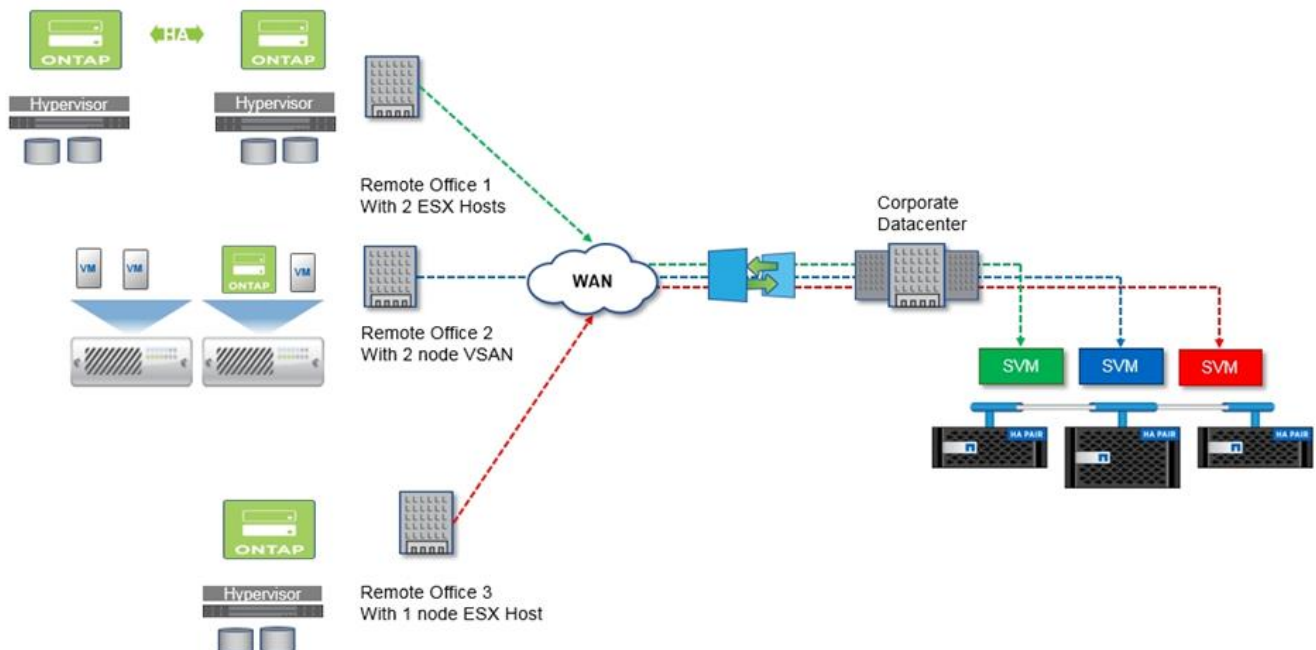 HA
ONTAP
ONTAP
Hypervisor
Hypervisor
Remote Office 1
With 2 ESX Hosts
VM
VM
ONTAP
VM
Remote Office 2
With 2 node VSAN
WAN
Corporate
Datacenter
SVM
SVM
SVM
HA PAIR
HA PAIR
HA PAIR
ONTAP
Hypervisor
Remote Office 3
With 1 node ESX Host